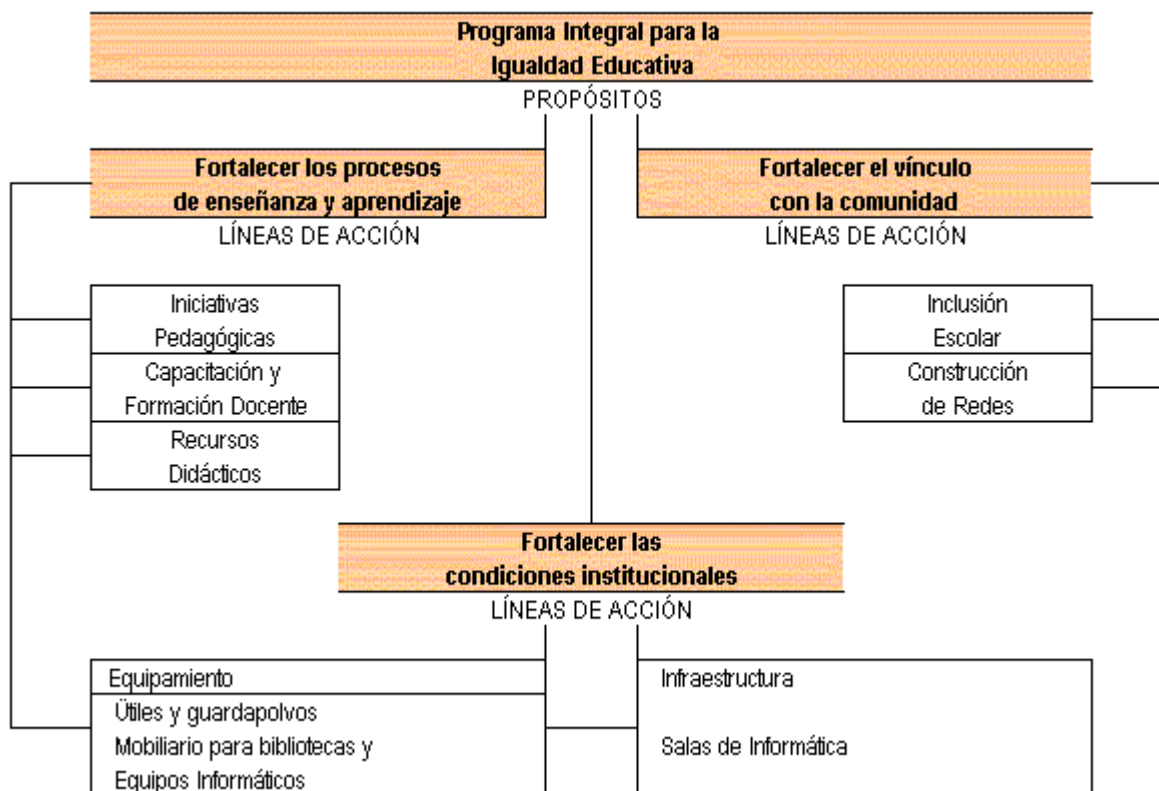 Programa Integral para la
Igualdad Educativa
PROPÓSITOS
Fortalecer los procesos
de enseñanza y aprendizaje
LÍNEAS DE ACCIÓN
Fortalecer el vínculo
con la comunidad
LÍNEAS DE ACCIÓN
Iniciativas
Pedagógicas
Capacitación y
Formación Docente
Recursos
Didácticos
Inclusión
Escolar
Construcción
de Redes
Fortalecer las
condiciones institucionales
LÍNEAS DE ACCIÓN
Equipamiento
Útiles y guardapolvos
Mobiliario para bibliotecas y
Equipos Informáticos
Infraestructura
Salas de Informática